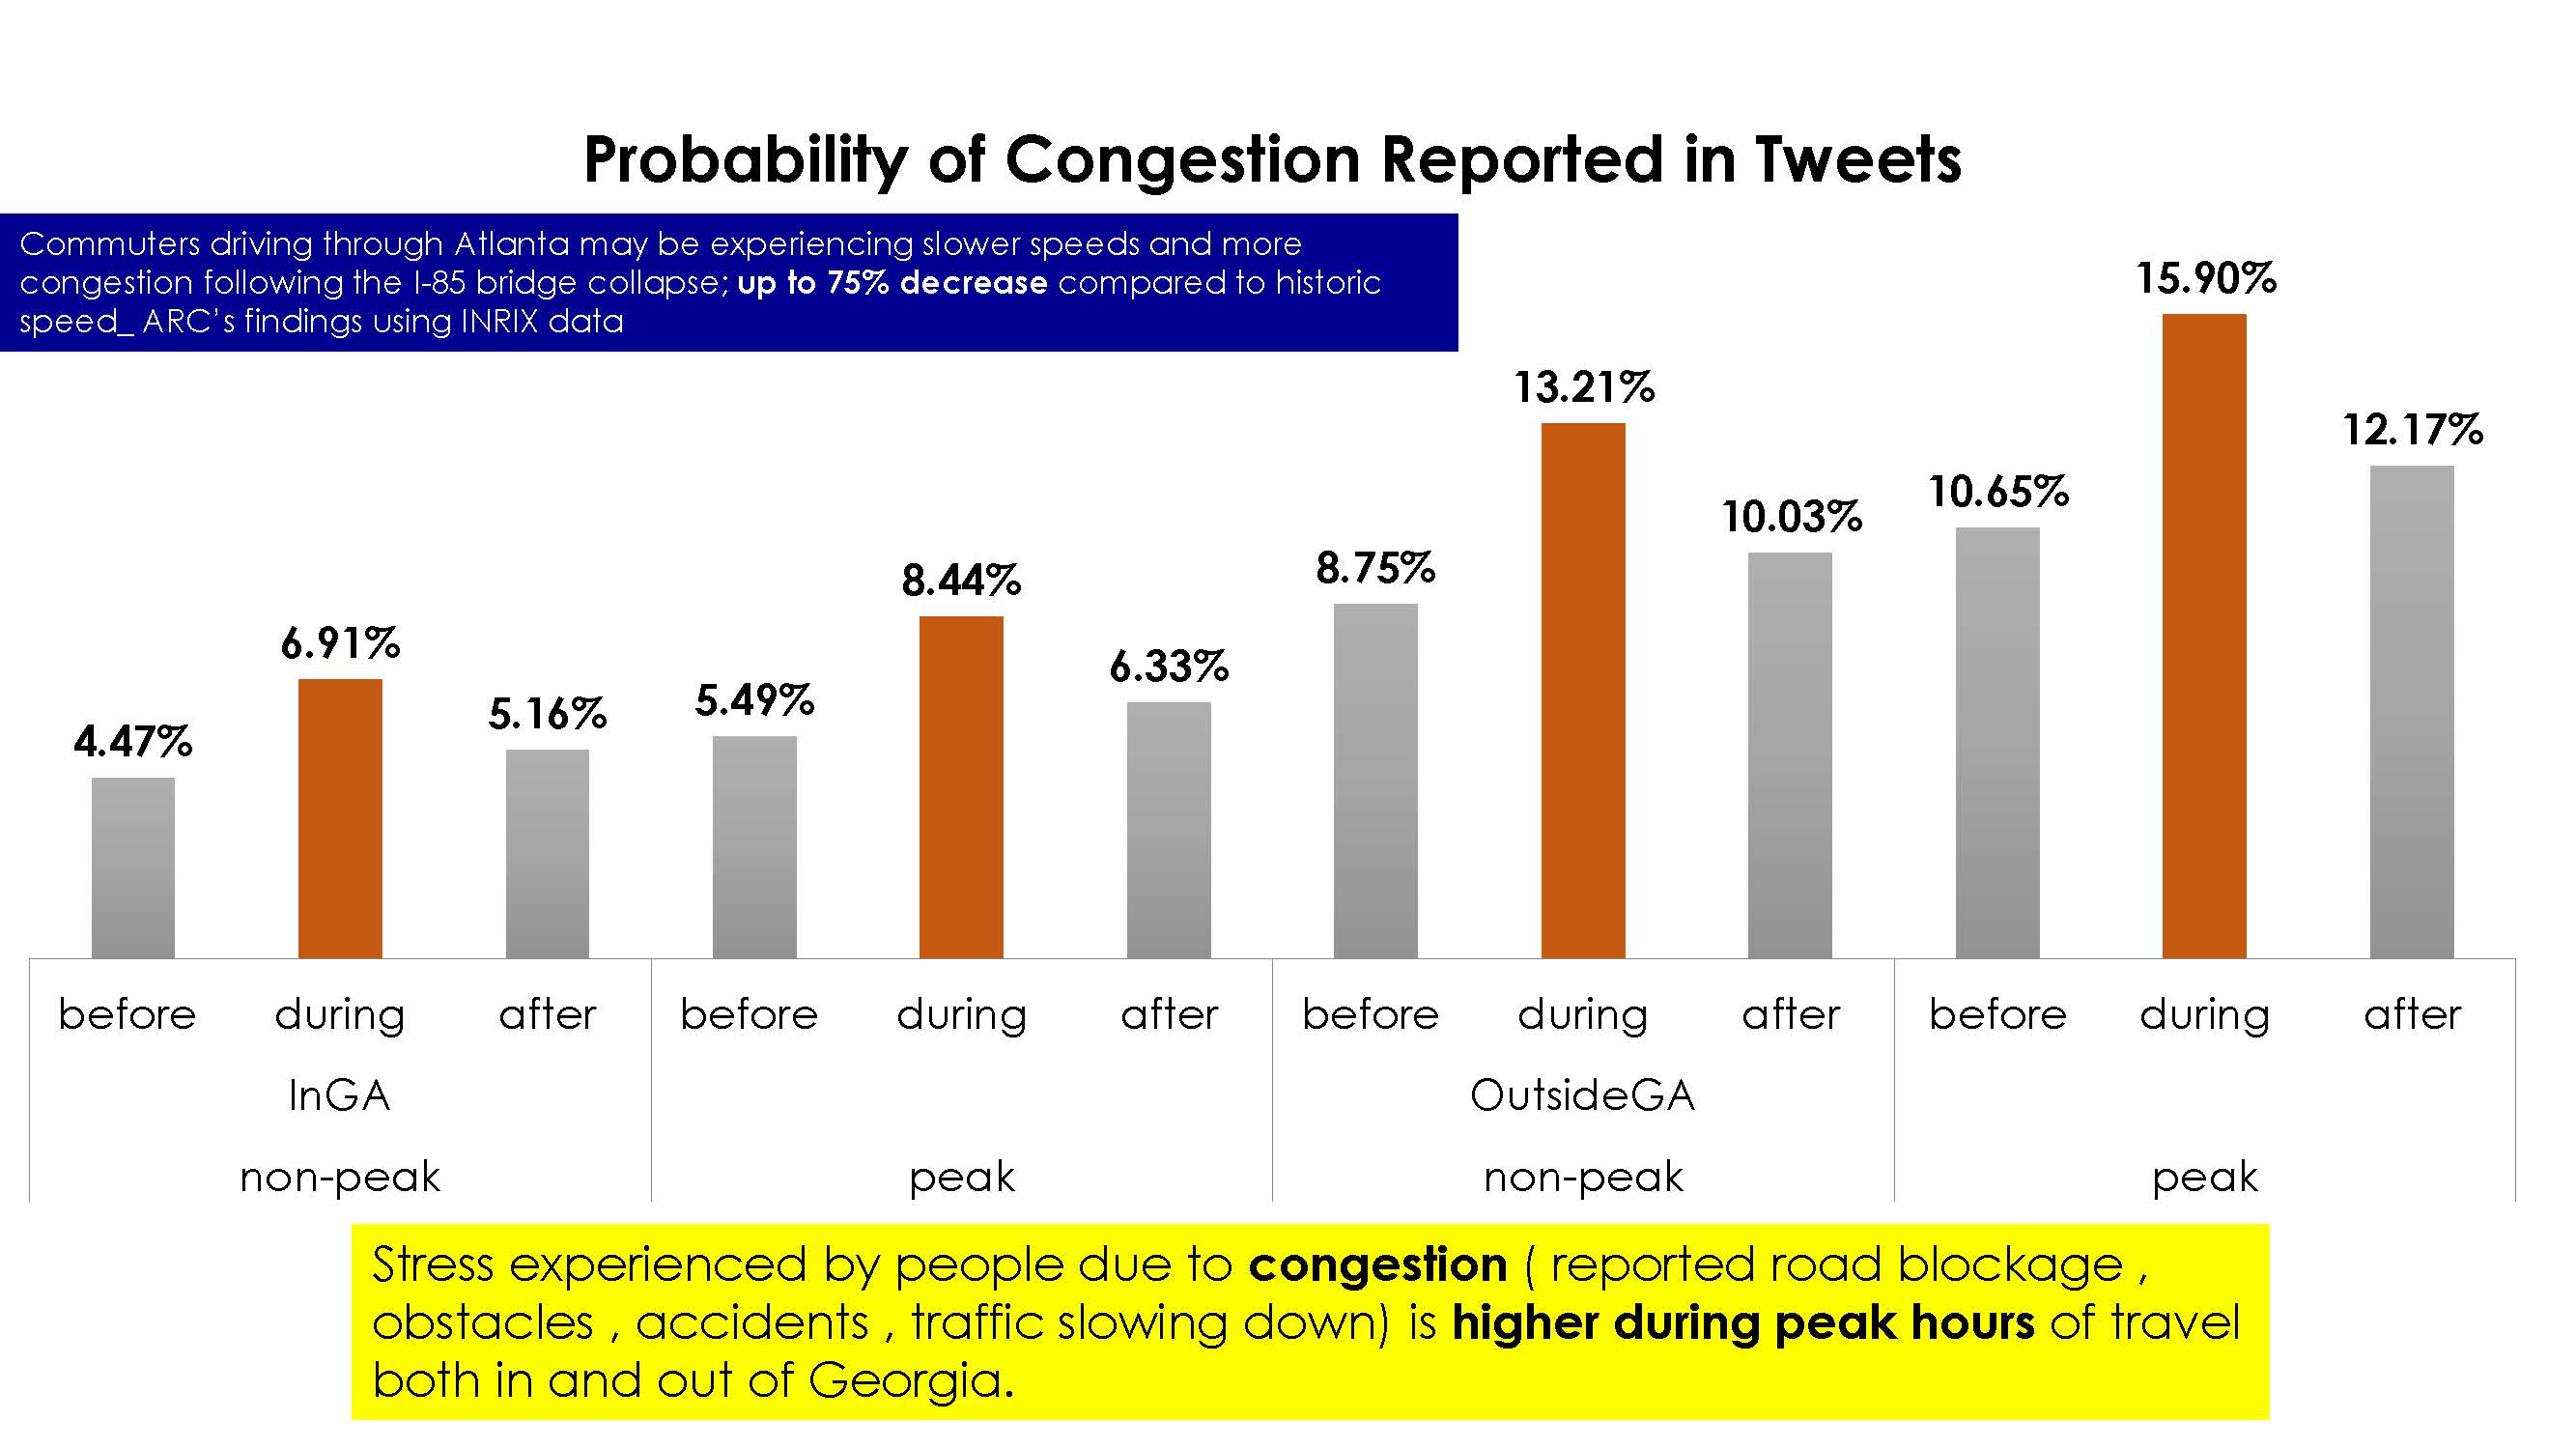 Probability of Congestion Reported in Tweets
Commuters driving through Atlanta may be experiencing slower speeds and more
congestion following the I-85 bridge collapse; up to 75% decrease compared to historic
speed_ ARC’s findings using INRIX data
4.47%
6.91%
5.16%
5.49%
8.44%
6.33%
8.75%
13.21%
10.03%
10.65%
15.90%
12.17%
before during after before during after before during after before during after
InGA OutsideGA
non-peak peak non-peak peak
Stress experienced by people due to congestion ( reported road blockage ,
obstacles , accidents , traffic slowing down) is higher during peak hours of travel
both in and out of Georgia.